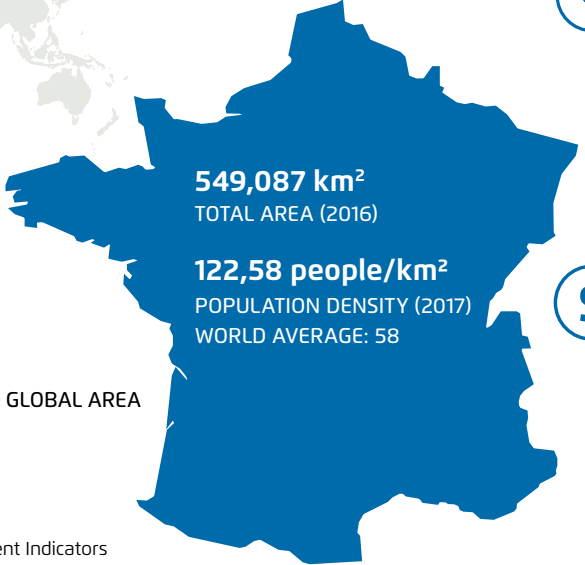 549,087 km²
TOTAL AREA (2016)
122,58 people/km²
POPULATION DENSITY (2017)
WORLD AVERAGE: 58
GLOBAL AREA
Indicators